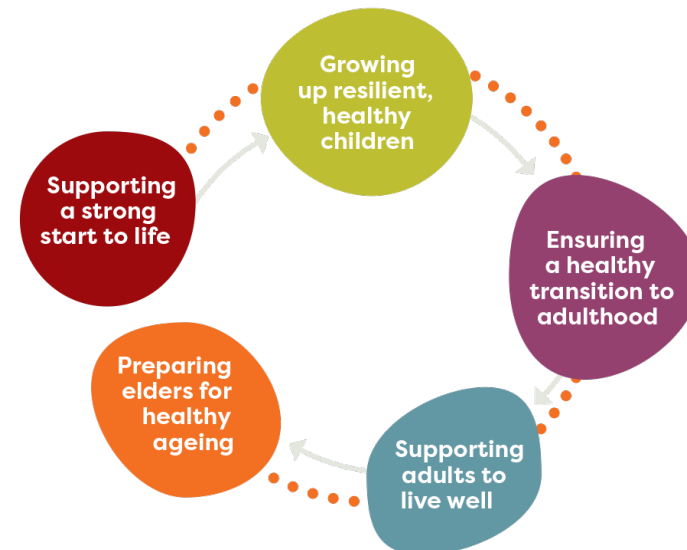 Growing
up resilient,
healthy
children
Supporting
a strong
start to life
Ensuring
a healthy
transition to
adulthood
Preparing
elders for
healthy
ageing
Supporting
adults to
live well